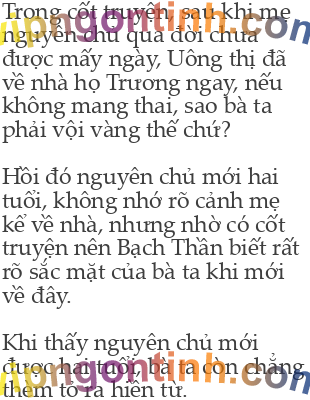 Trong cốt truyện, sau khi mẹ
nguyên chủ qua đời chưa
được mấy ngày, Uông thị đã
về nhà họ Trương ngay, nếu
không mang thai, sao bà ta
phải vội vàng thế chứ?
Hồi đó nguyên chủ mới hai
tuổi, không nhớ rõ cảnh mẹ
kế về nhà, nhưng nhờ có cốt
truyện nên Bạch Thần biết rất
rõ sắc mặt của bà ta khi mới
về đây.
Khi thấy nguyên chủ mới
được hai tuổi, bà ta còn chẳng
thèm tỏ ra hiền từ.